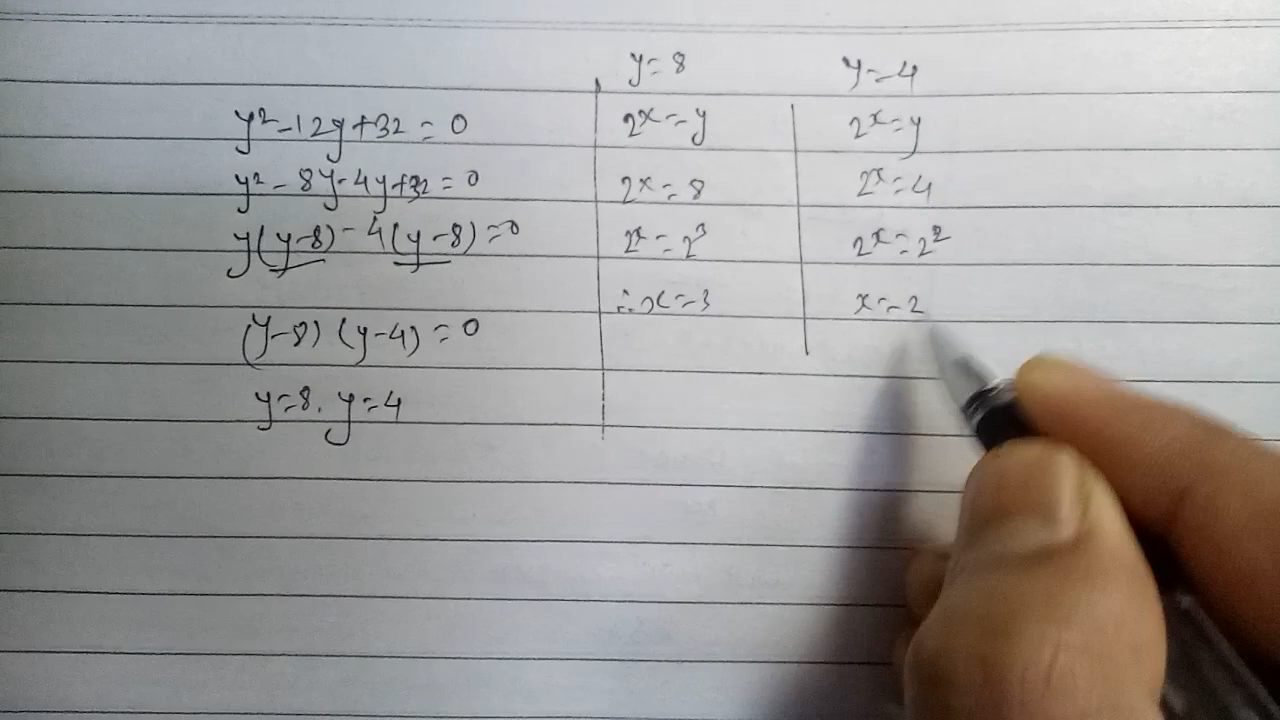 y² - 12y + 32 = 0
y² - 8y - 4y + 32 = 0
y(y-8) - 4(y-8) = 0
(y-8) (y-4) = 0
y = 8, y = 4
y = 8
2ˣ = y
2ˣ = 8
2ˣ = 2³
∴ x = 3
y = 4
2ˣ = y
2ˣ = 4
2ˣ = 2²
x = 2